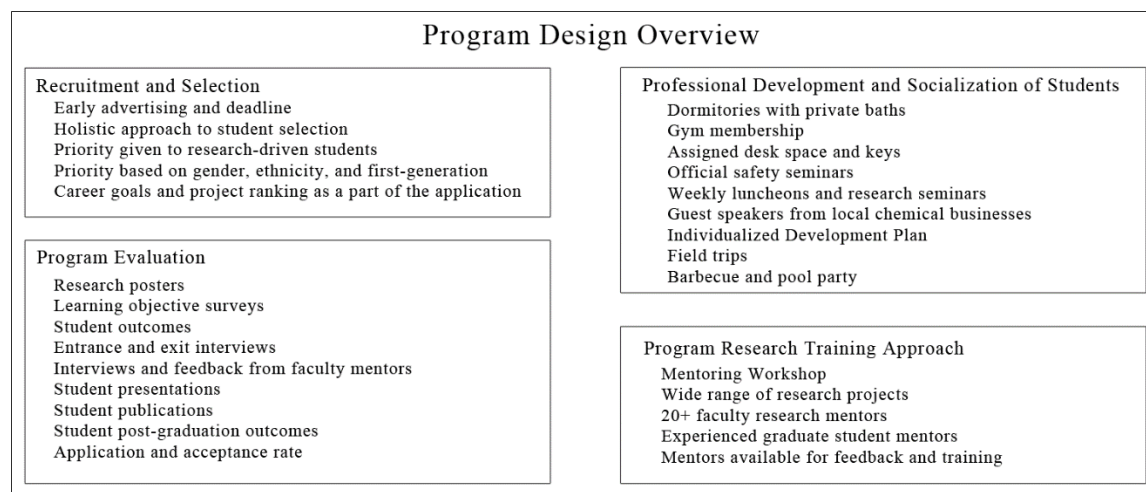 Program Design Overview
Recruitment and Selection
Early advertising and deadline
Holistic approach to student selection
Priority given to research-driven students
Priority based on gender, ethnicity, and first-generation
Career goals and project ranking as a part of the application
Program Evaluation
Research posters
Learning objective surveys
Student outcomes
Entrance and exit interviews
Interviews and feedback from faculty mentors
Student presentations
Student publications
Student post-graduation outcomes
Application and acceptance rate
Professional Development and Socialization of Students
Dormitories with private baths
Gym membership
Assigned desk space and keys
Official safety seminars
Weekly luncheons and research seminars
Guest speakers from local chemical businesses
Individualized Development Plan
Field trips
Barbecue and pool party
Program Research Training Approach
Mentoring Workshop
Wide range of research projects
20+ faculty research mentors
Experienced graduate student mentors
Mentors available for feedback and training